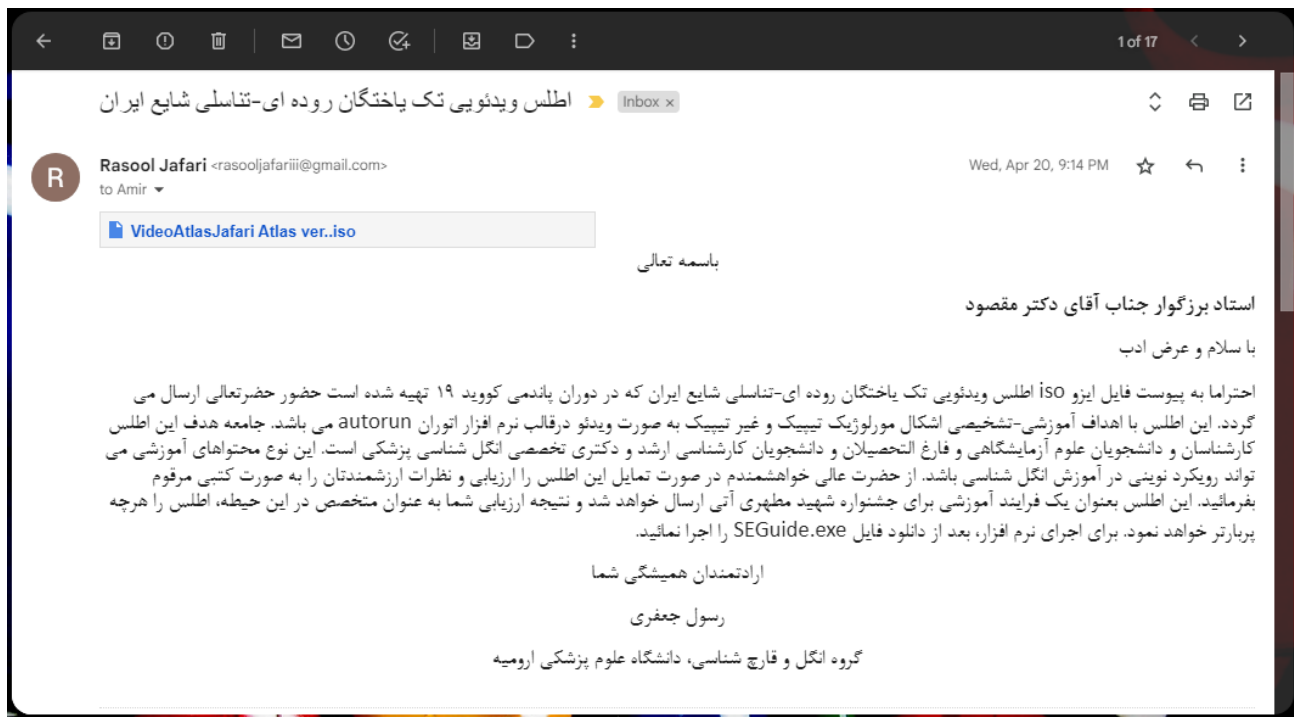 1 of 17
اطلس ویدئویی تک یاختگان روده ای-تناسلی شایع ایران
Inbox ×
R
Rasool Jafari <rasooljafariii@gmail.com>
Wed, Apr 20, 9:14 PM
to Amir
VideoAtlasJafari Atlas ver..iso
باسمه تعالی
استاد برزگوار جناب آقای دکتر مقصود
با سلام و عرض ادب
احتراما به پیوست فایل ایزو iso اطلس ویدئویی تک یاختگان روده ای-تناسلی شایع ایران که در دوران پاندمی کووید ۱۹ تهیه شده است حضور حضرتعالی ارسال می
گردد. این اطلس با اهداف آموزشی-تشخیصی اشکال مورلوژیک تیپیک و غیر تیپیک به صورت ویدئو درقالب نرم افزار اتوران autorun می باشد. جامعه هدف این اطلس
کارشناسان و دانشجویان علوم آزمایشگاهی و فارغ التحصیلان و دانشجویان کارشناسی ارشد و دکتری تخصصی انگل شناسی پزشکی است. این نوع محتواهای آموزشی می
تواند رویکرد نوینی در آموزش انگل شناسی باشد. از حضرت عالی خواهشمندم در صورت تمایل این اطلس را ارزیابی و نظرات ارزشمندتان را به صورت کتبی مرقوم
بفرمائید. این اطلس بعنوان یک فرایند آموزشی برای جشنواره شهید مطهری آتی ارسال خواهد شد و نتیجه ارزیابی شما به عنوان متخصص در این حیطه، اطلس را هرچه
پربارتر خواهد نمود. برای اجرای نرم افزار، بعد از دانلود فایل SEGuide.exe را اجرا نمائید.
ارادتمندان همیشگی شما
رسول جعفری
گروه انگل و قارچ شناسی، دانشگاه علوم پزشکی ارومیه